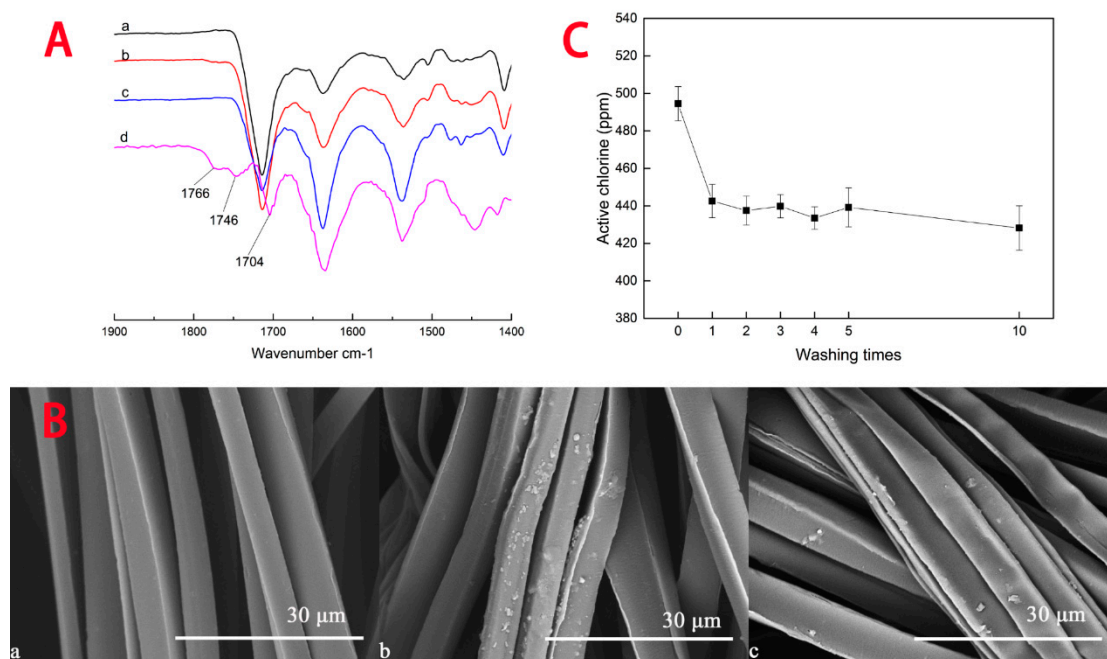 A
a
b
c
d
1766
1746
1704
1900 1800 1700 1600 1500 1400
Wavenumber cm-1
C
540
520
500
480
460
440
420
400
380
Active chlorine (ppm)
0 1 2 3 4 5 10
Washing times
B
30 µm
30 µm
30 µm
a
b
c